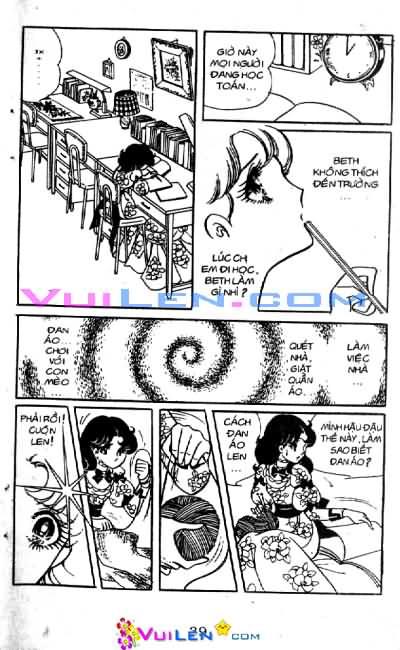 GIỜ NÀY
MỌI NGƯỜI
ĐANG HỌC
TOÁN...
BETH
KHÔNG THÍCH
ĐẾN TRƯỜNG
...
LÚC CHỊ
EM ĐI HỌC,
BETH LÀM
GÌ NHỈ?
VUILEN.COM
ĐAN
ÁO...
CHƠI
VỚI
CON
MÈO
QUÉT
NHÀ,
GIẶT
QUẦN
ÁO.
LÀM
VIỆC
NHÀ
...
PHẢI RỒI!
CUỘN
LEN!
CÁCH
ĐAN
ÁO
LEN
...
MÌNH HẬU ĐẬU
THẾ NÀY, LÀM
SAO BIẾT
ĐAN ÁO?
39
VUILEN.COM